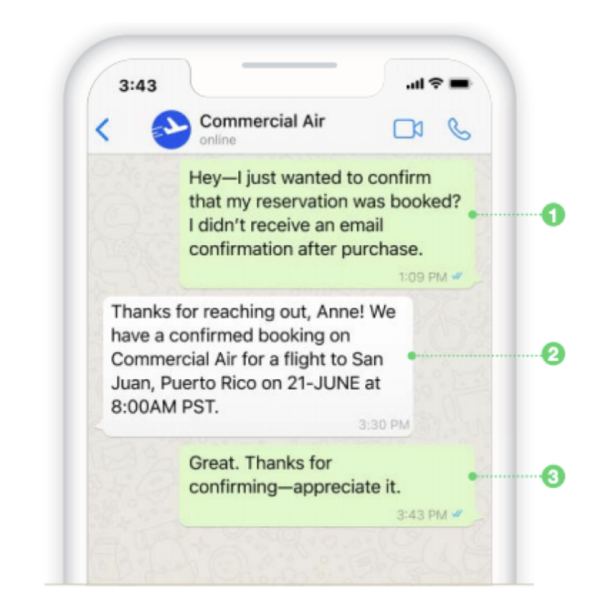 3:43
Commercial Air
online
Hey—I just wanted to confirm
that my reservation was booked?
I didn't receive an email
confirmation after purchase.
1:09 PM
1
Thanks for reaching out, Anne! We
have a confirmed booking on
Commercial Air for a flight to San
Juan, Puerto Rico on 21-JUNE at
8:00AM PST.
3:30 PM
2
Great. Thanks for
confirming—appreciate it.
3:43 PM
3